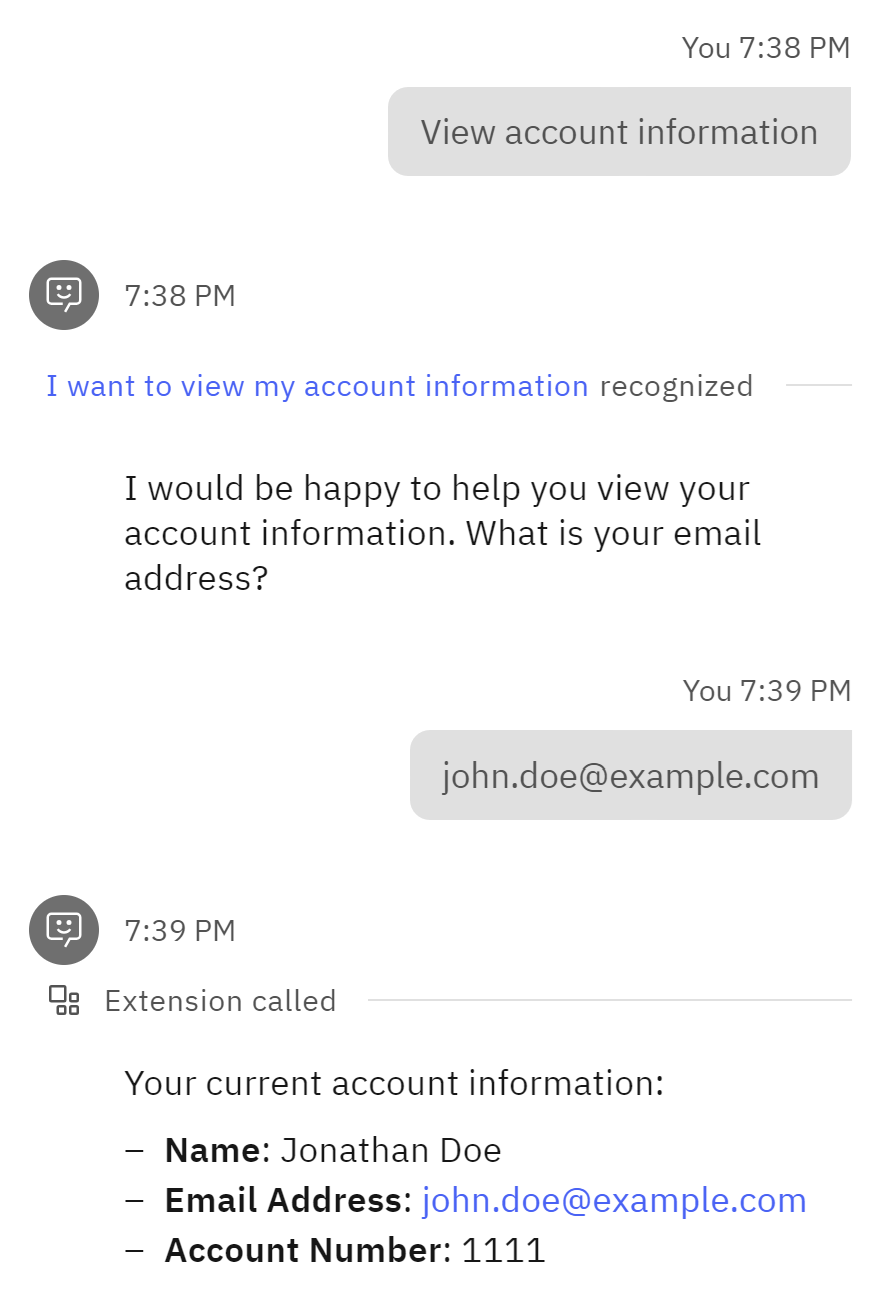 You 7:38 PM
View account information
7:38 PM
I want to view my account information recognized
I would be happy to help you view your
account information. What is your email
address?
You 7:39 PM
john.doe@example.com
7:39 PM
Extension called
Your current account information:
– Name: Jonathan Doe
– Email Address: john.doe@example.com
– Account Number: 1111